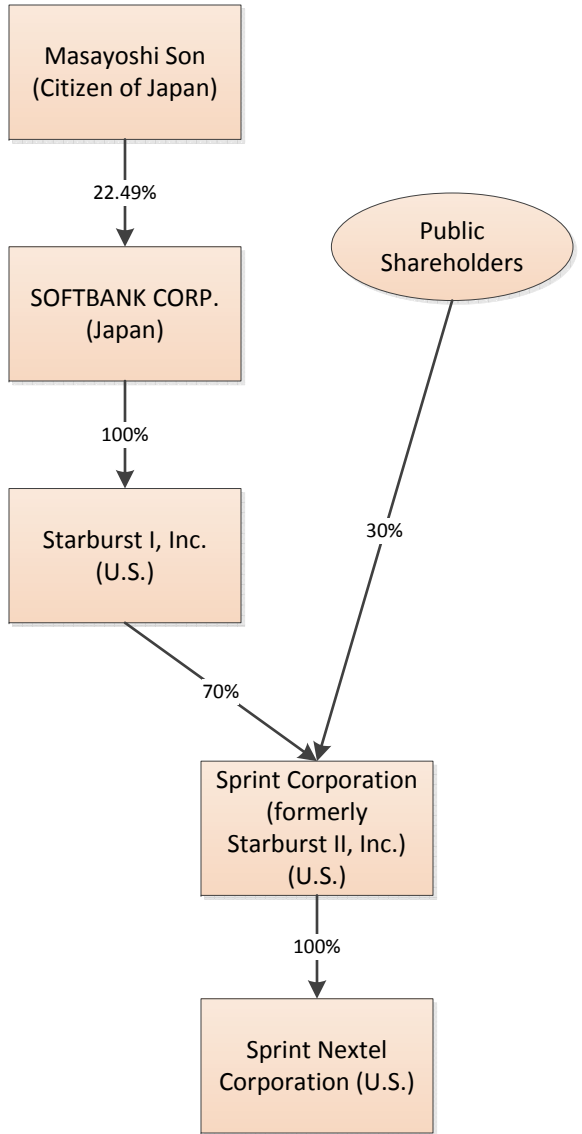 Masayoshi Son
(Citizen of Japan)
22.49%
Public
Shareholders
SOFTBANK CORP.
(Japan)
100%
Starburst I, Inc.
(U.S.)
30%
70%
Sprint Corporation
(formerly
Starburst II, Inc.)
(U.S.)
100%
Sprint Nextel
Corporation (U.S.)